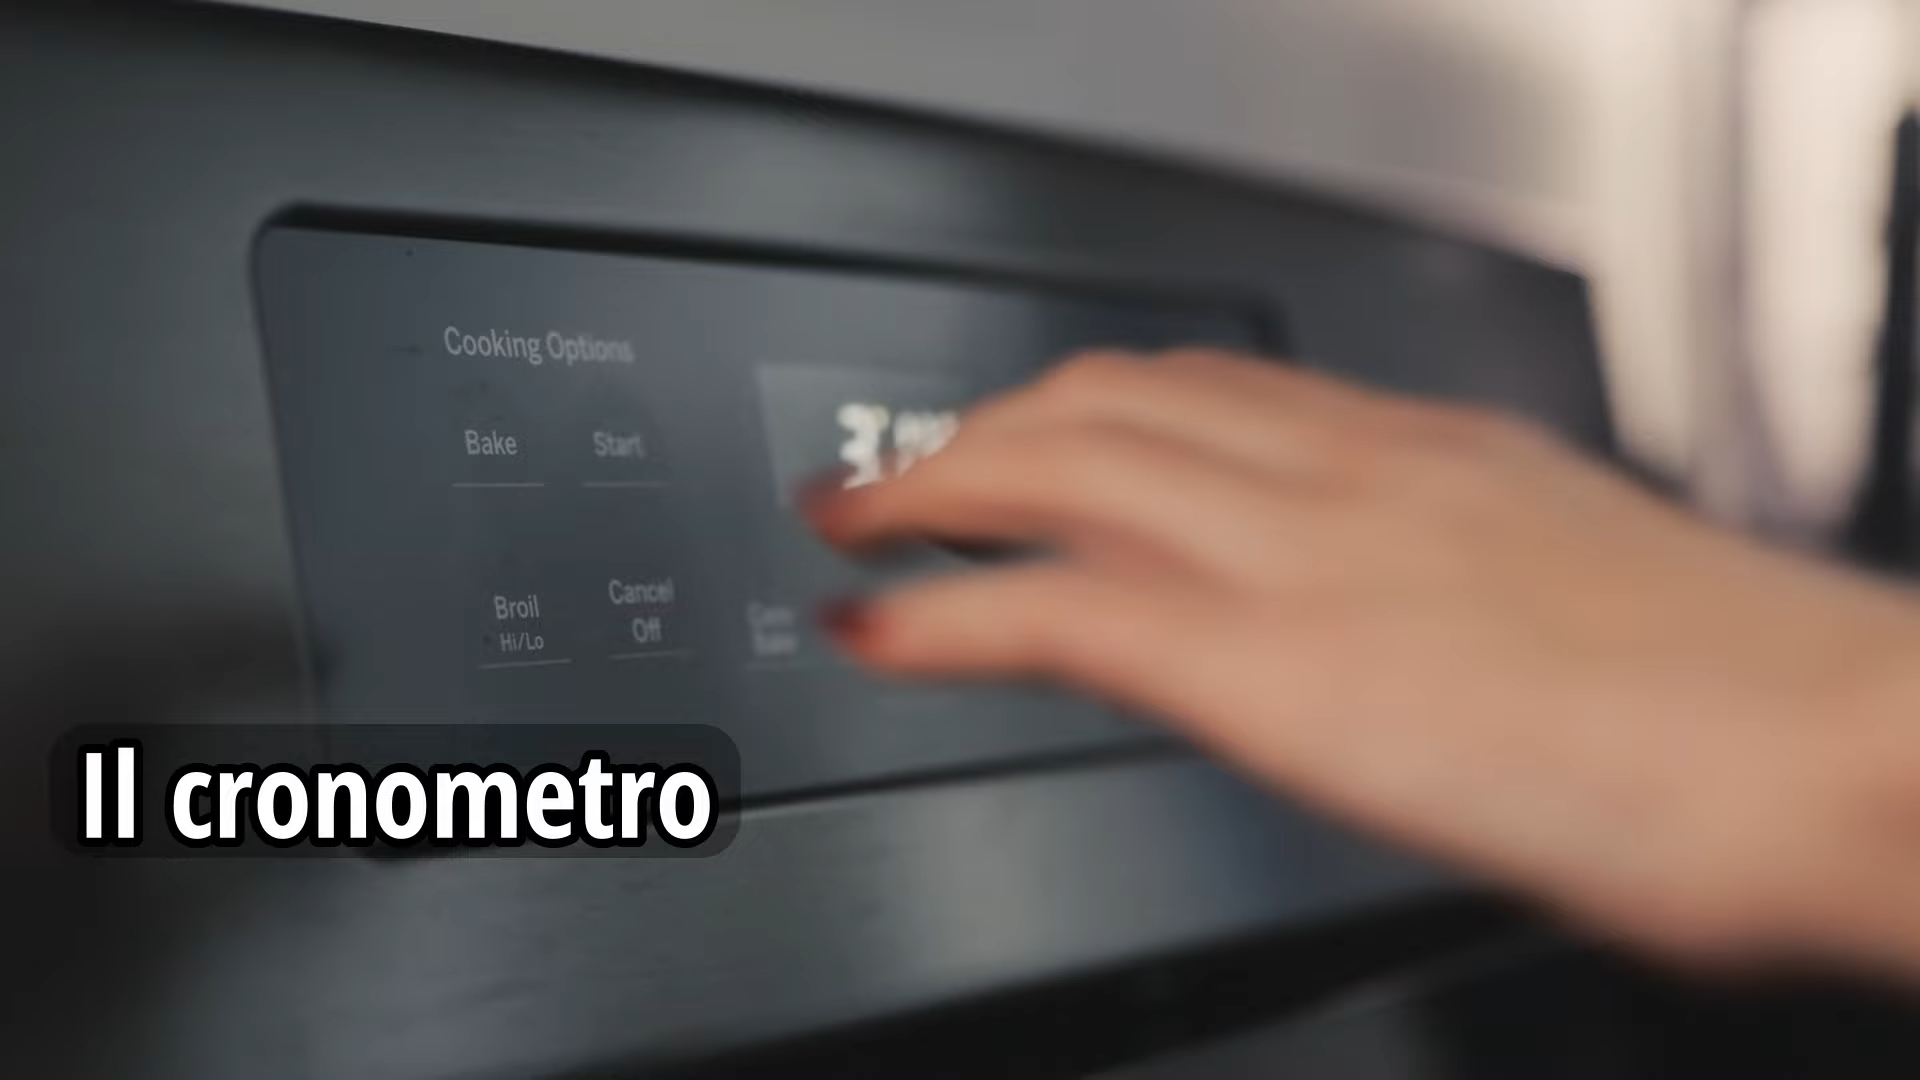 Cooking Options
Bake
Start
Broil
Hi/Lo
Cancel
Off
Il cronometro